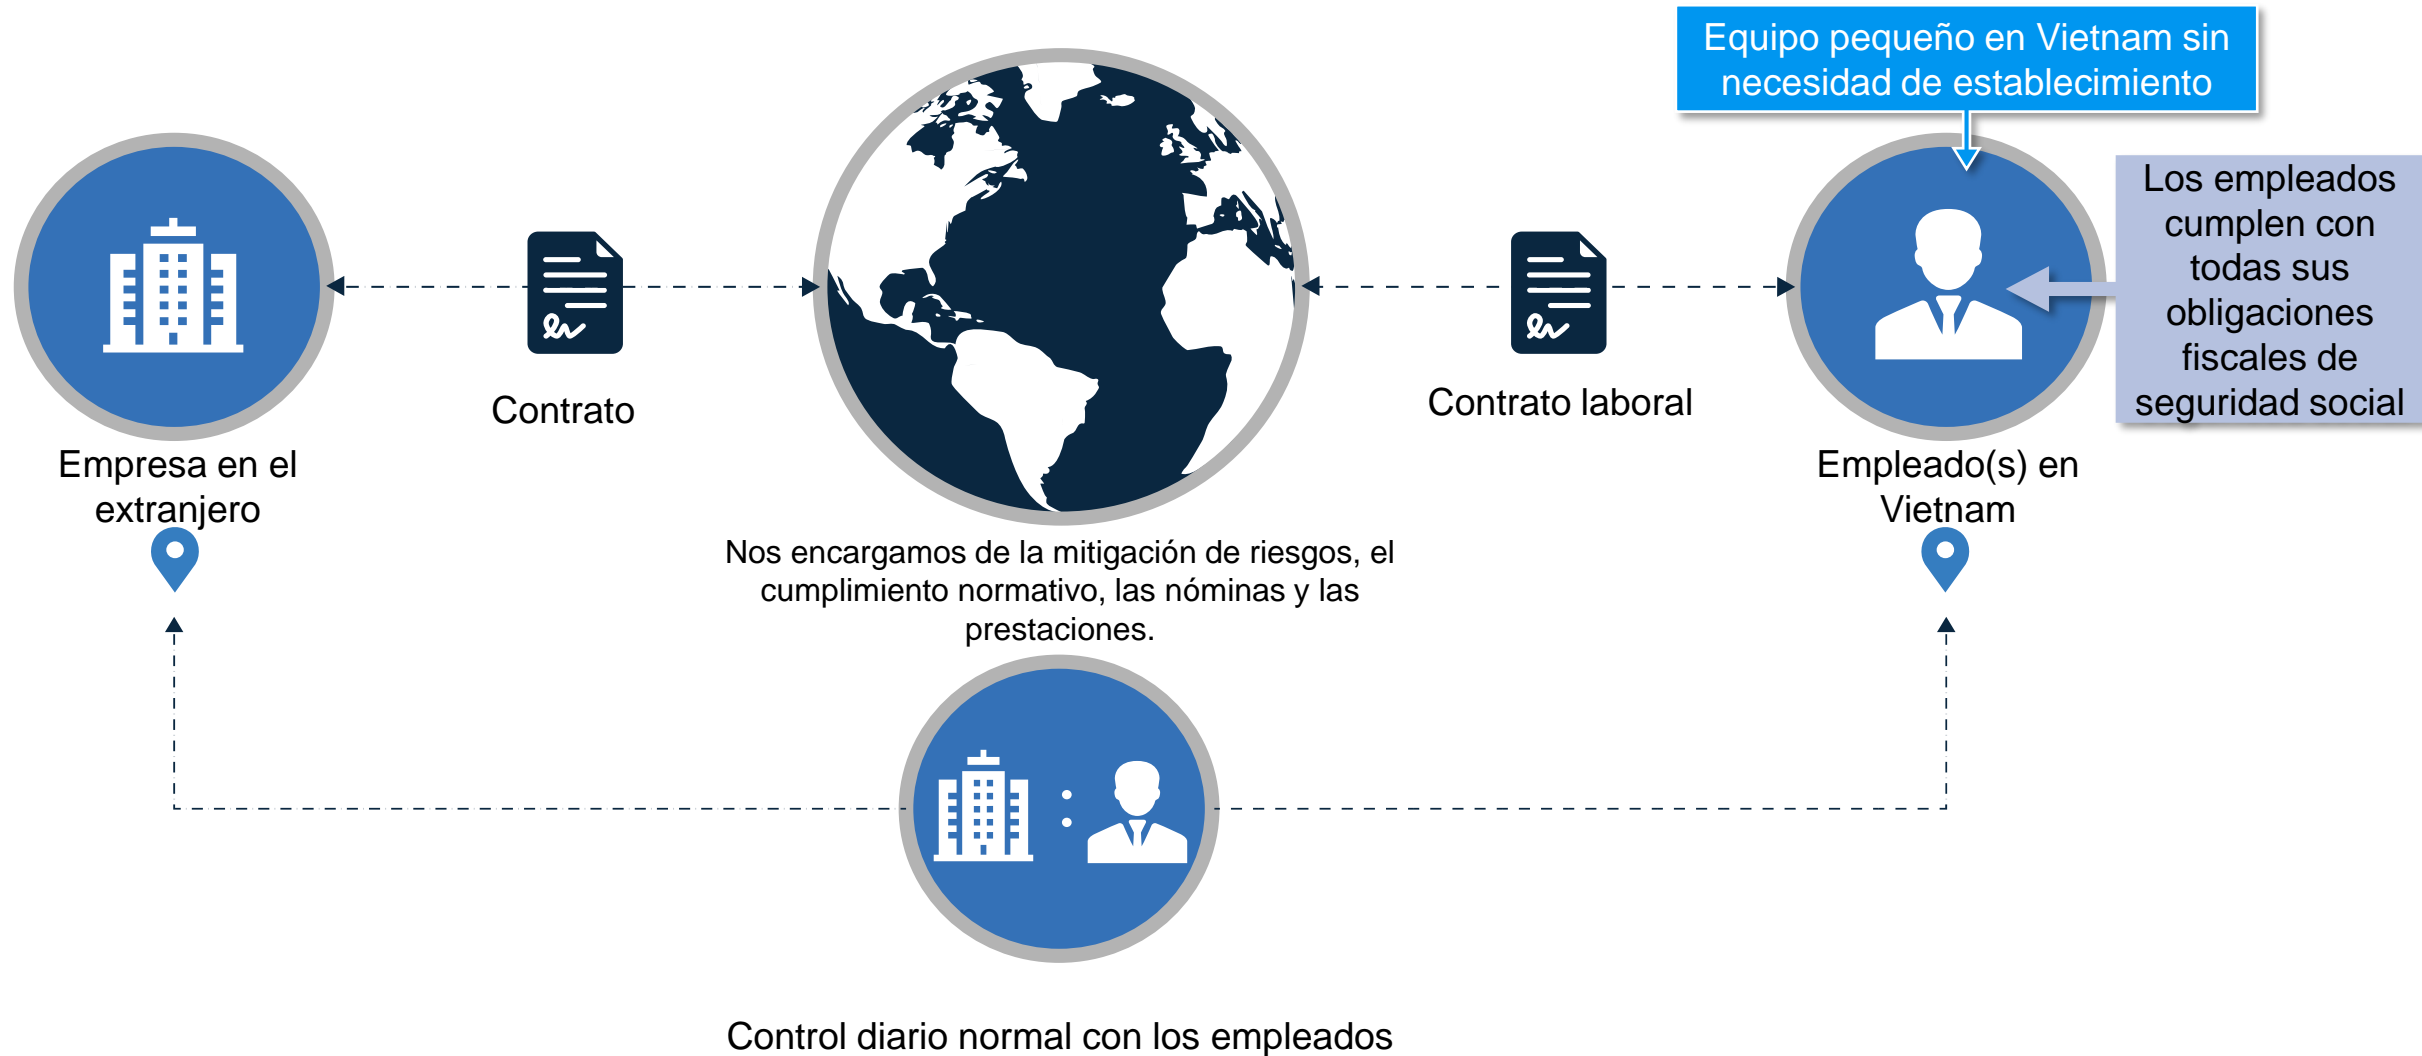 Equipo pequeño en Vietnam sin
necesidad de establecimiento
Los empleados
cumplen con
todas sus
obligaciones
fiscales de
seguridad social
Contrato
Contrato laboral
Empresa en el
extranjero
Empleado(s) en
Vietnam
Nos encargamos de la mitigación de riesgos, el
cumplimiento normativo, las nóminas y las
prestaciones.
Control diario normal con los empleados